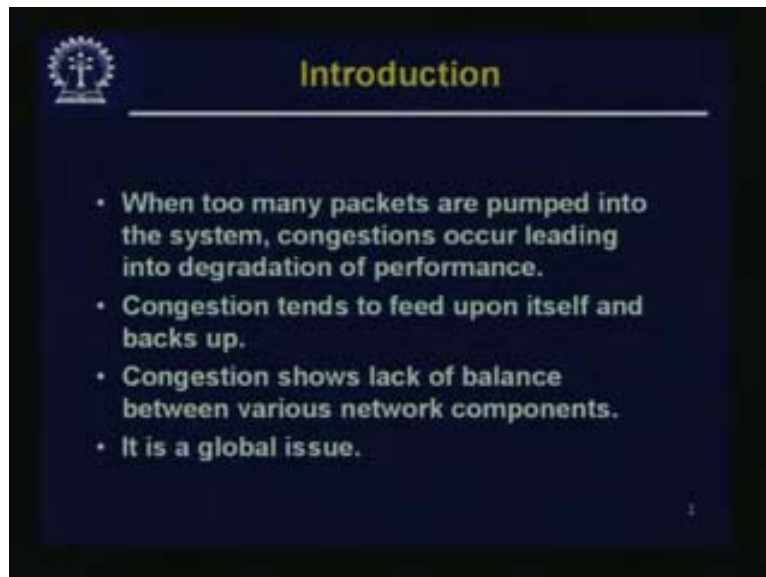 Introduction
• When too many packets are pumped into
the system, congestions occur leading
into degradation of performance.
• Congestion tends to feed upon itself and
backs up.
• Congestion shows lack of balance
between various network components.
• It is a global issue.